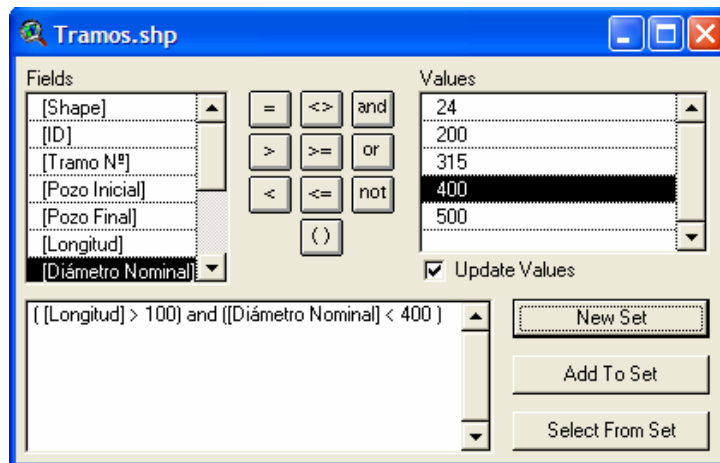 Tramos.shp
Fields
[Shape]
[ID]
[Tramo Nº]
[Pozo Inicial]
[Pozo Final]
[Longitud]
[Diámetro Nominal]
= <> and
> >= or
< <= not
()
Values
24
200
315
400
500
Update Values
( [Longitud] > 100) and ([Diámetro Nominal] < 400 )
New Set
Add To Set
Select From Set